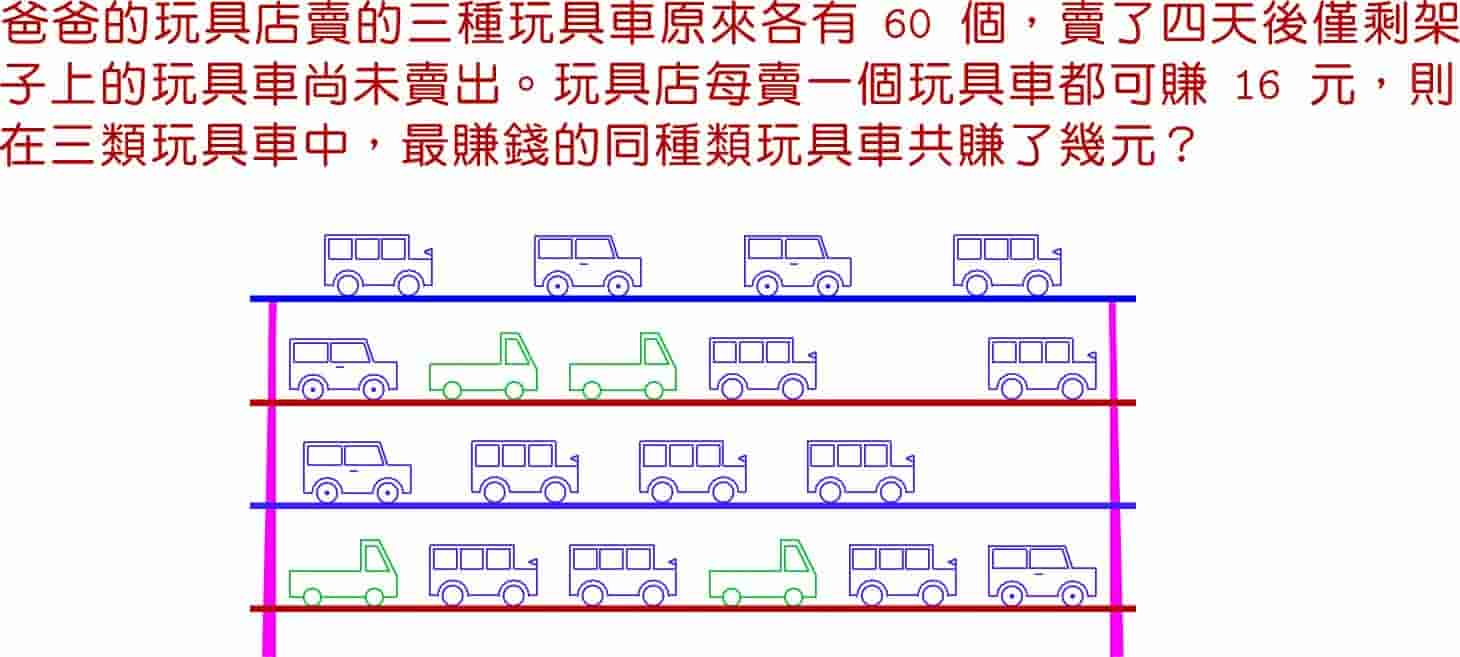 爸爸的玩具店賣的三種玩具車原來各有 60 個，賣了四天後僅剩架
子上的玩具車尚未賣出。玩具店每賣一個玩具車都可賺 16 元，則
在三類玩具車中，最賺錢的同種類玩具車共賺了幾元？